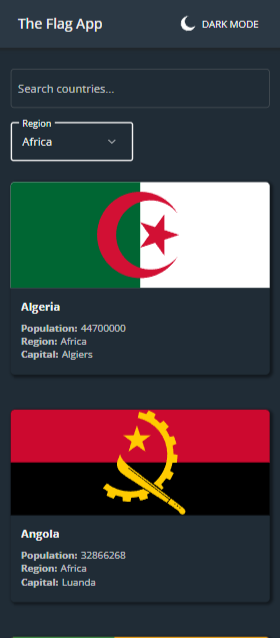 The Flag App
DARK MODE
Search countries...
Region
Africa
Algeria
Population: 44700000
Region: Africa
Capital: Algiers
Angola
Population: 32866268
Region: Africa
Capital: Luanda